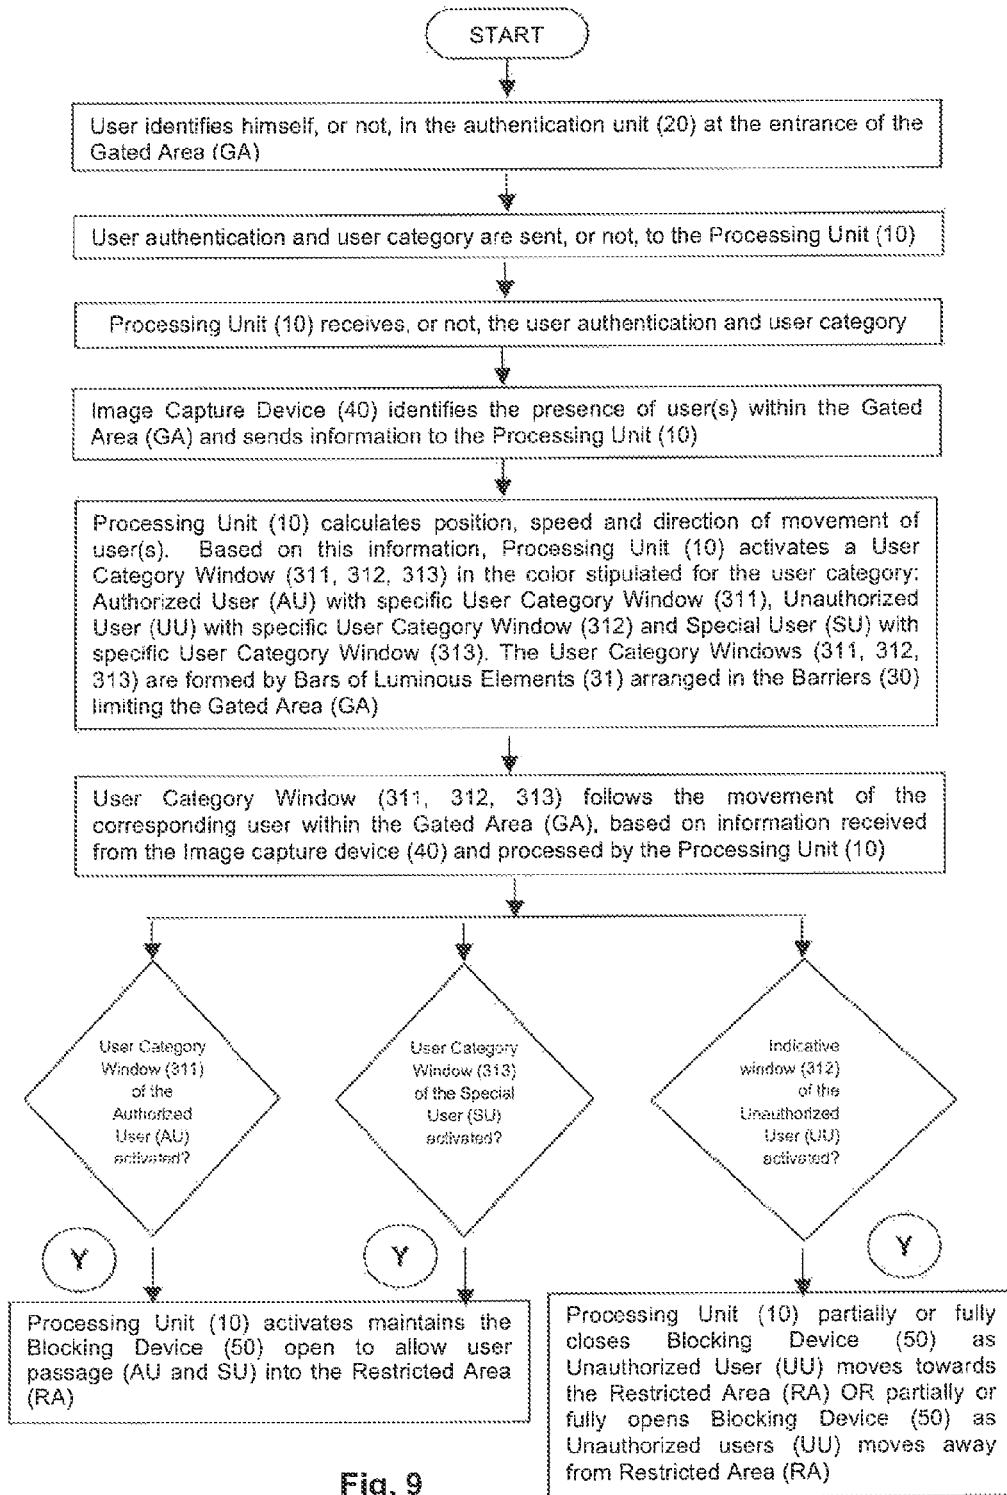 START
User identifies himself, or not, in the authentication unit (20) at the entrance of the
Gated Area (GA)
User authentication and user category are sent, or not, to the Processing Unit (10)
Processing Unit (10) receives, or not, the user authentication and user category
Image Capture Device (40) identifies the presence of user(s) within the Gated
Area (GA) and sends information to the Processing Unit (10)
Processing Unit (10) calculates position, speed and direction of movement of
user(s). Based on this information, Processing Unit (10) activates a User
Category Window (311, 312, 313) in the color stipulated for the user category:
Authorized User (AU) with specific User Category Window (311), Unauthorized
User (UU) with specific User Category Window (312) and Special User (SU) with
specific User Category Window (313). The User Category Windows (311, 312,
313) are formed by Bars of Luminous Elements (31) arranged in the Barriers (30)
limiting the Gated Area (GA)
User Category Window (311, 312, 313) follows the movement of the
corresponding user within the Gated Area (GA), based on information received
from the Image capture device (40) and processed by the Processing Unit (10)
User Category
Window (311)
of the
Authorized
User (AU)
activated?
User Category
Window (313)
of the Special
User (SU)
activated?
Indicative
window (312)
of the
Unauthorized
User (UU)
activated?
Y
Y
Y
Processing Unit (10) activates maintains the
Blocking Device (50) open to allow user
passage (AU and SU) into the Restricted Area
(RA)
Processing Unit (10) partially or fully
closes Blocking Device (50) as
Unauthorized User (UU) moves towards
the Restricted Area (RA) OR partially or
fully opens Blocking Device (50) as
Unauthorized users (UU) moves away
from Restricted Area (RA)
Fig. 9